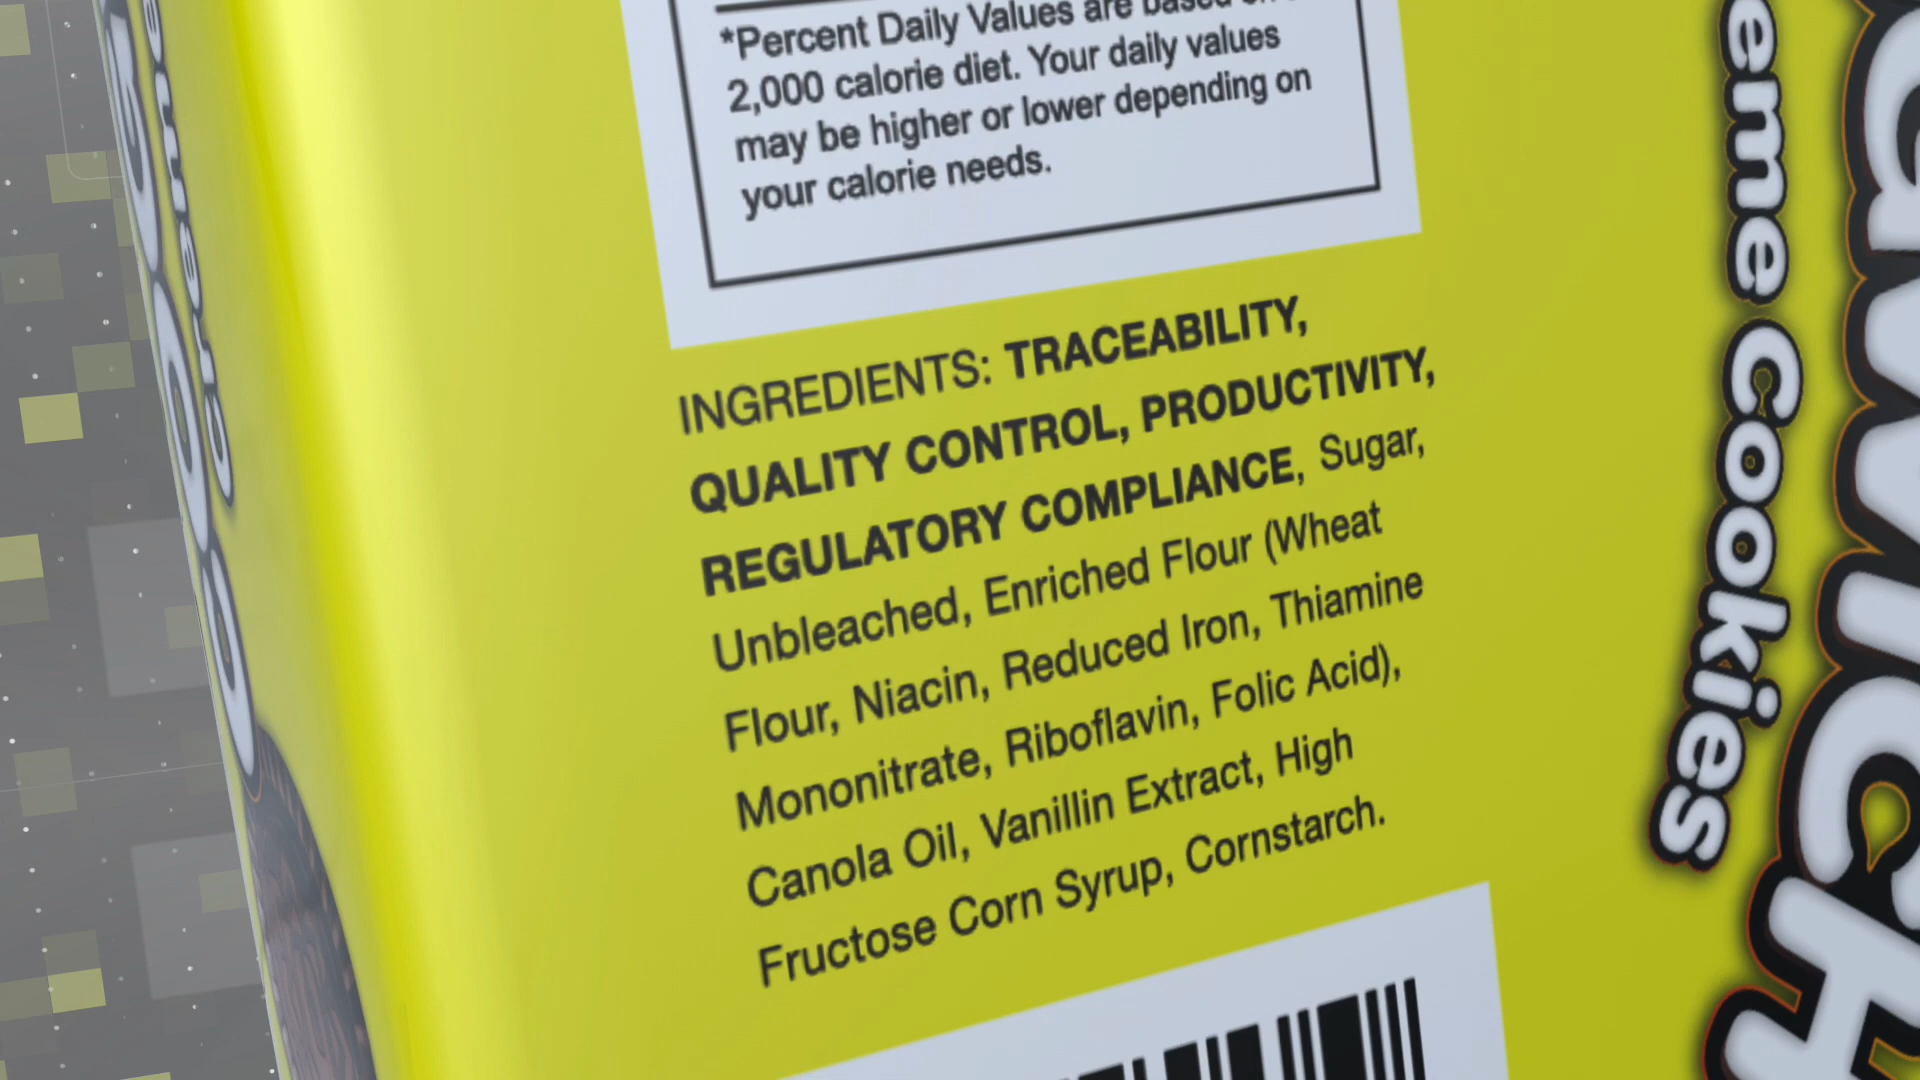 *Percent Daily Values are based on
2,000 calorie diet. Your daily values
may be higher or lower depending on
your calorie needs.
INGREDIENTS: TRACEABILITY,
QUALITY CONTROL, PRODUCTIVITY,
REGULATORY COMPLIANCE, Sugar,
Unbleached, Enriched Flour (Wheat
Flour, Niacin, Reduced Iron, Thiamine
Mononitrate, Riboflavin, Folic Acid),
Canola Oil, Vanillin Extract, High
Fructose Corn Syrup, Cornstarch.
Cookies